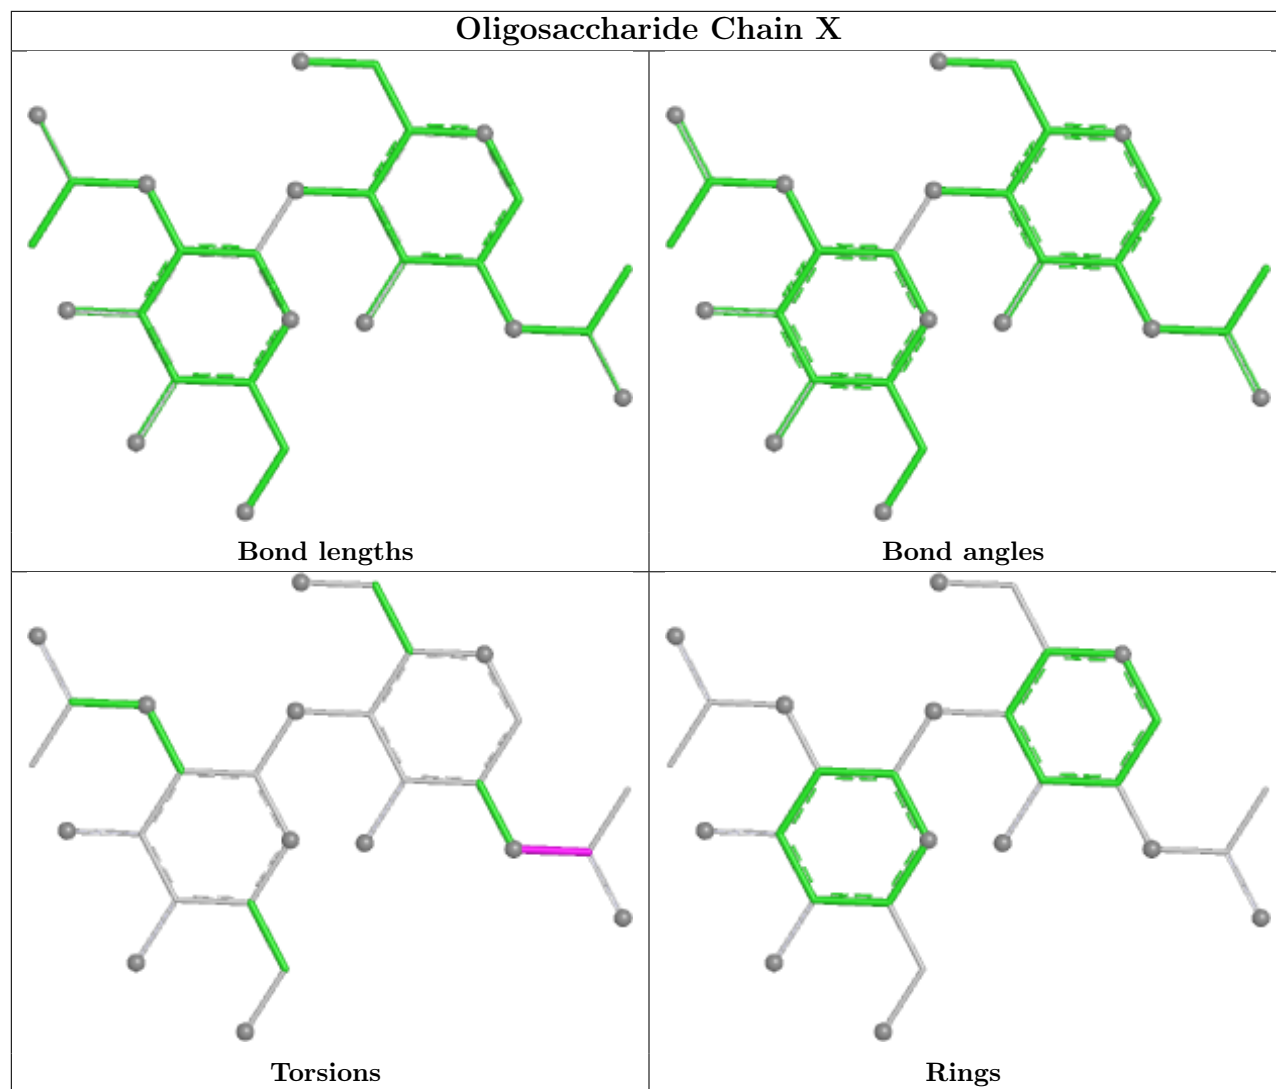 Oligosaccharide Chain X
Bond lengths
Bond angles
Torsions
Rings